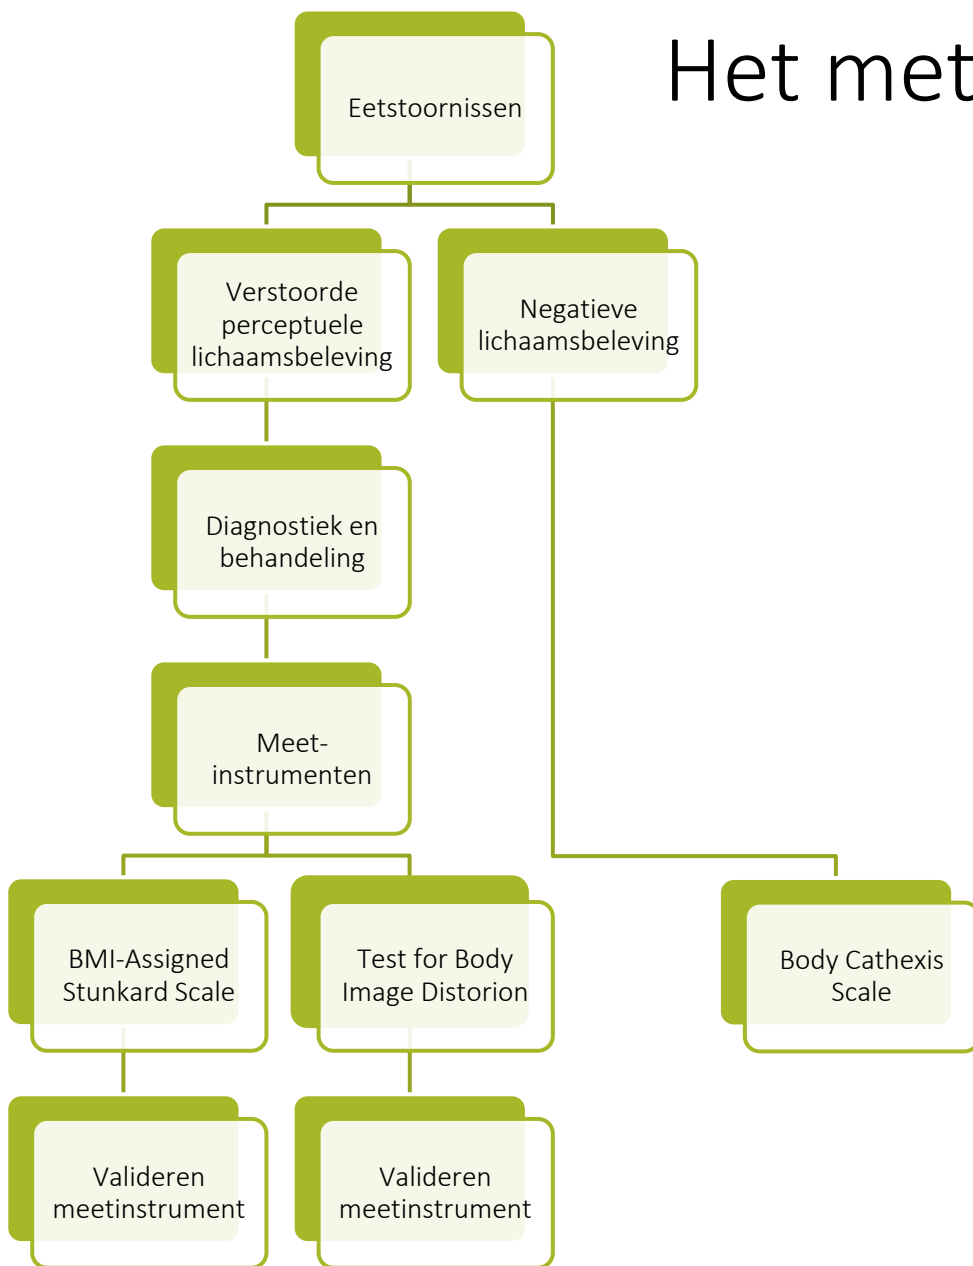 Het met
Eetstoornissen
Verstoorde
perceptuele
lichaamsbeleving
Negatieve
lichaamsbeleving
Diagnostiek en
behandeling
Meet-
instrumenten
BMI-Assigned
Stunkard Scale
Test for Body
Image Distorion
Body Cathexis
Scale
Valideren
meetinstrument
Valideren
meetinstrument